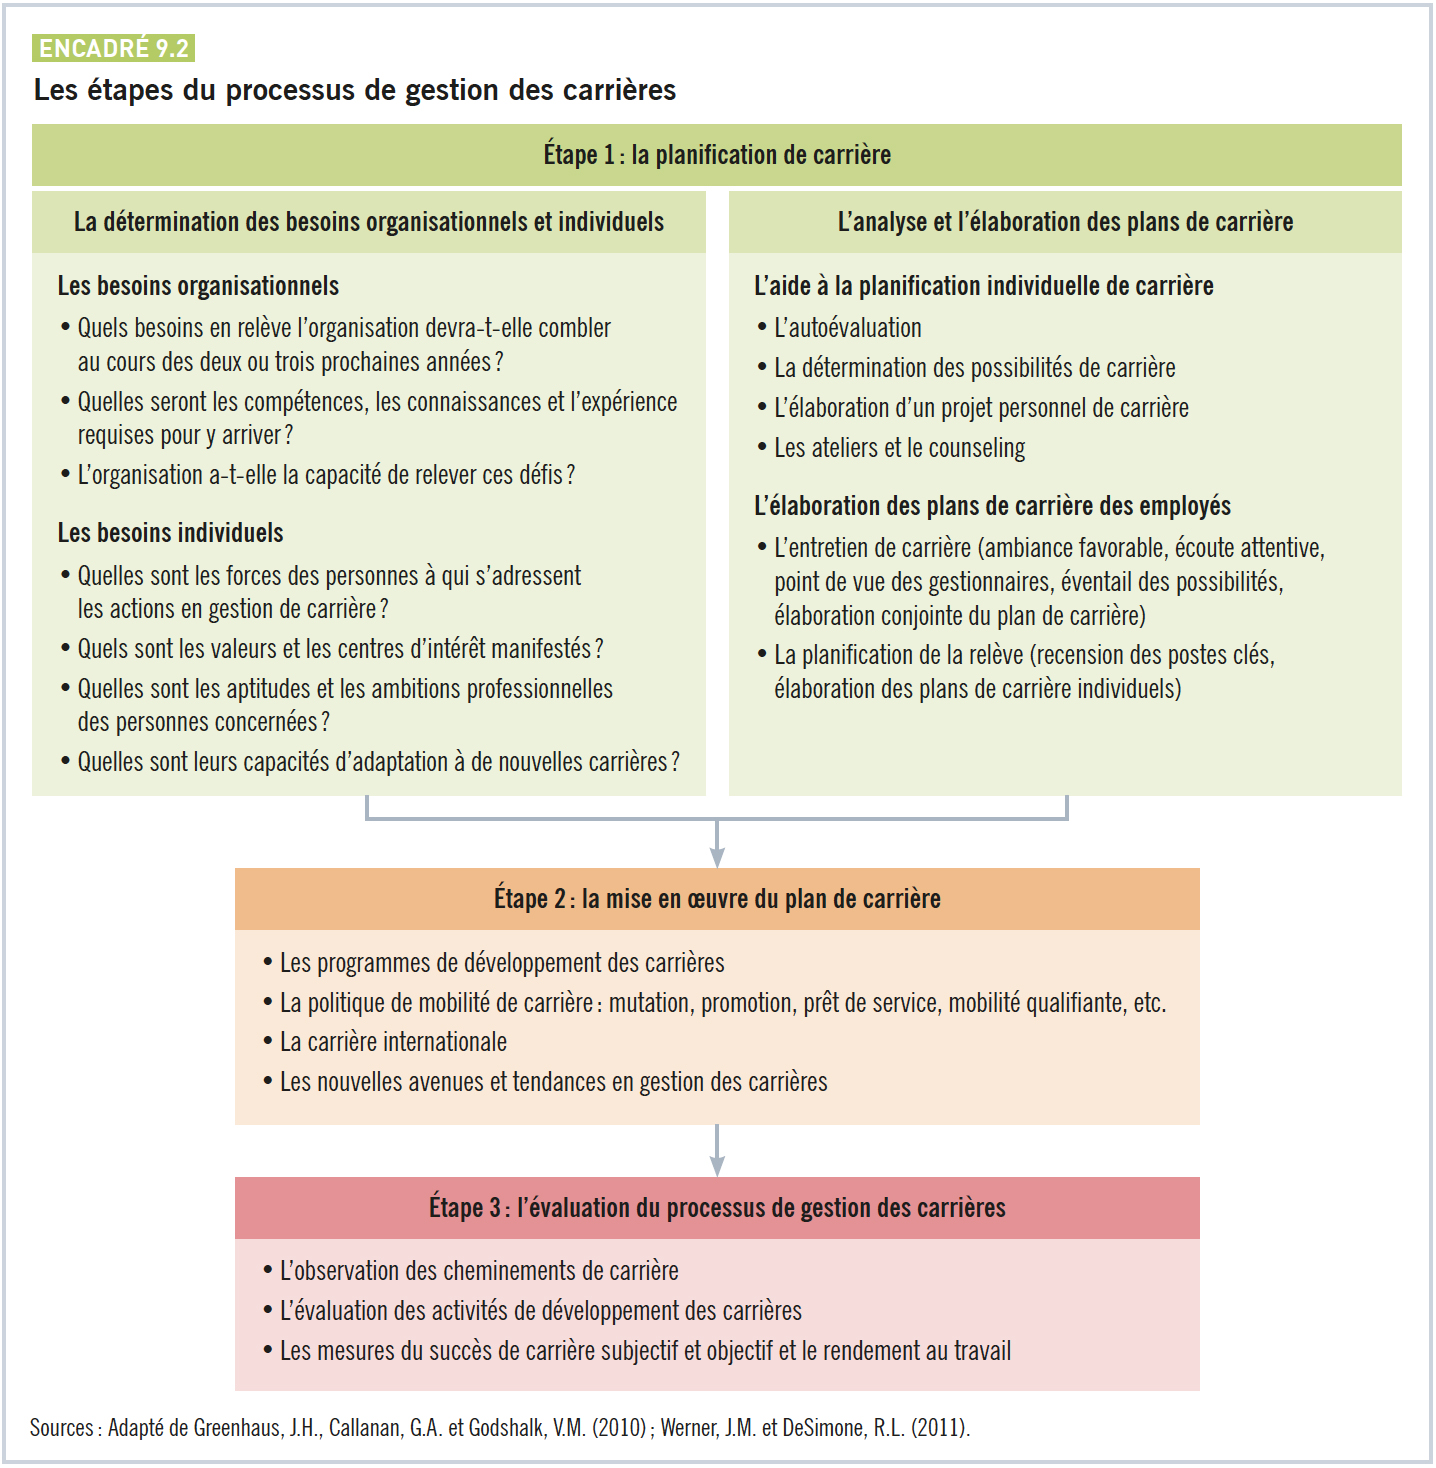 ENCADRÉ 9.2
Les étapes du processus de gestion des carrières
Étape 1 : la planification de carrière
La détermination des besoins organisationnels et individuels
Les besoins organisationnels
• Quels besoins en relève l’organisation devra-t-elle combler
au cours des deux ou trois prochaines années ?
• Quelles seront les compétences, les connaissances et l’expérience
requises pour y arriver ?
• L’organisation a-t-elle la capacité de relever ces défis ?
Les besoins individuels
• Quelles sont les forces des personnes à qui s’adressent
les actions en gestion de carrière ?
• Quels sont les valeurs et les centres d’intérêt manifestés ?
• Quelles sont les aptitudes et les ambitions professionnelles
des personnes concernées ?
• Quelles sont leurs capacités d’adaptation à de nouvelles carrières ?
L’analyse et l’élaboration des plans de carrière
L’aide à la planification individuelle de carrière
• L’autoévaluation
• La détermination des possibilités de carrière
• L’élaboration d’un projet personnel de carrière
• Les ateliers et le counseling
L’élaboration des plans de carrière des employés
• L’entretien de carrière (ambiance favorable, écoute attentive,
point de vue des gestionnaires, éventail des possibilités,
élaboration conjointe du plan de carrière)
• La planification de la relève (recension des postes clés,
élaboration des plans de carrière individuels)
Étape 2 : la mise en œuvre du plan de carrière
• Les programmes de développement des carrières
• La politique de mobilité de carrière : mutation, promotion, prêt de service, mobilité qualifiante, etc.
• La carrière internationale
• Les nouvelles avenues et tendances en gestion des carrières
Étape 3 : l’évaluation du processus de gestion des carrières
• L’observation des cheminements de carrière
• L’évaluation des activités de développement des carrières
• Les mesures du succès de carrière subjectif et objectif et le rendement au travail
Sources : Adapté de Greenhaus, J.H., Callanan, G.A. et Godshalk, V.M. (2010) ; Werner, J.M. et DeSimone, R.L. (2011).